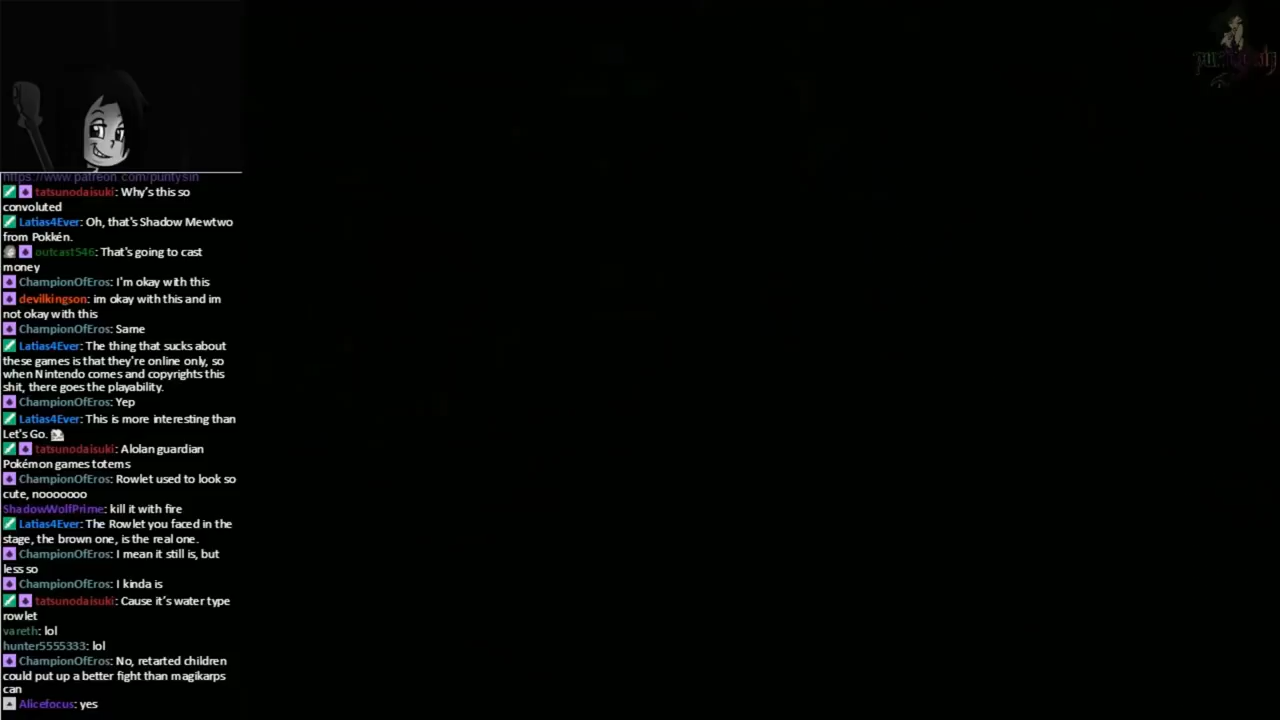 https://www.patreon.com/puritysin
tatsunodaisuki: Why's this so
convoluted
Latias4Ever: Oh, that's Shadow Mewtwo
from Pokkén.
outcast546: That's going to cast
money
ChampionOfEros: I'm okay with this
devilkingson: im okay with this and im
not okay with this
ChampionOfEros: Same
Latias4Ever: The thing that sucks about
these games is that they're online only, so
when Nintendo comes and copyrights this
shit, there goes the playability.
ChampionOfEros: Yep
Latias4Ever: This is more interesting than
Let's Go.
tatsunodaisuki: Alolan guardian
Pokémon games totems
ChampionOfEros: Rowlet used to look so
cute, nooooooo
ShadowWolfPrime: kill it with fire
Latias4Ever: The Rowlet you faced in the
stage, the brown one, is the real one.
ChampionOfEros: I mean it still is, but
less so
ChampionOfEros: I kinda is
tatsunodaisuki: Cause it's water type
rowlet
vareth: lol
hunter5555333: lol
ChampionOfEros: No, retarted children
could put up a better fight than magikarps
can
Alicefocus: yes